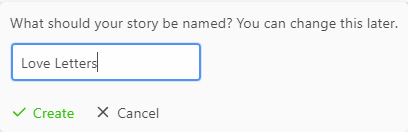 What should your story be named? You can change this later.
Love Letters
Create Cancel